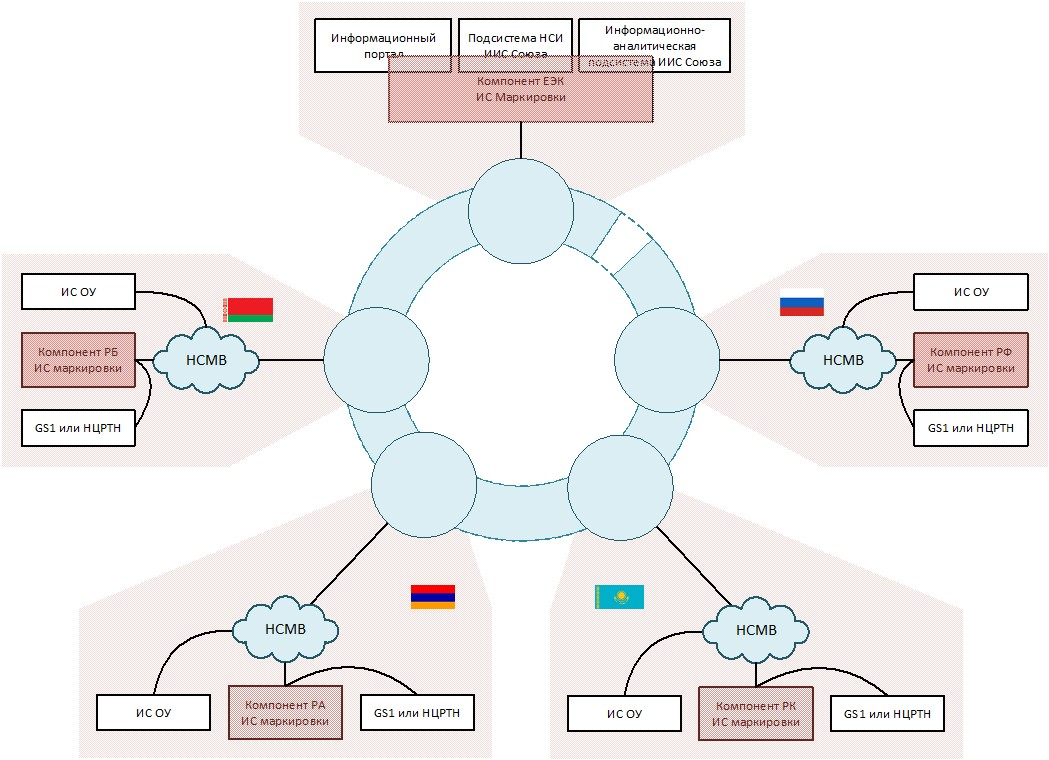 Информационный
портал
Подсистема НСИ
ИИС Союза
Информационно-
аналитическая
подсистема ИИС Союза
Компонент ЕЭК
ИС Маркировки
ИС ОУ
Компонент РБ
ИС маркировки
GS1 или НЦРТН
НСМВ
НСМВ
ИС ОУ
Компонент РФ
ИС маркировки
GS1 или НЦРТН
НСМВ
ИС ОУ
Компонент РА
ИС маркировки
GS1 или НЦРТН
НСМВ
ИС ОУ
Компонент РК
ИС маркировки
GS1 или НЦРТН